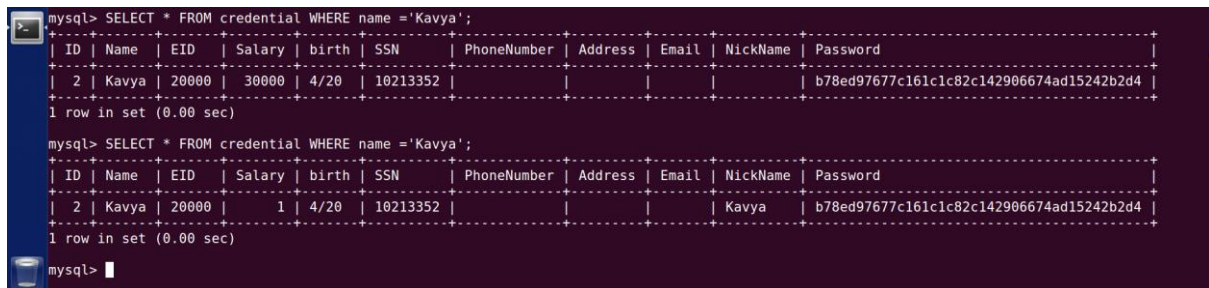 mysql> SELECT * FROM credential WHERE name ='Kavya';
+----+-------+-------+--------+-------+----------+-------------+---------+-------+----------+------------------------------------------+
| ID | Name  | EID   | Salary | birth | SSN      | PhoneNumber | Address | Email | NickName | Password                                 |
+----+-------+-------+--------+-------+----------+-------------+---------+-------+----------+------------------------------------------+
|  2 | Kavya | 20000 |  30000 | 4/20  | 10213352 |             |         |       |          | b78ed97677c161c1c82c142906674ad15242b2d4 |
+----+-------+-------+--------+-------+----------+-------------+---------+-------+----------+------------------------------------------+
1 row in set (0.00 sec)
mysql> SELECT * FROM credential WHERE name ='Kavya';
+----+-------+-------+--------+-------+----------+-------------+---------+-------+----------+------------------------------------------+
| ID | Name  | EID   | Salary | birth | SSN      | PhoneNumber | Address | Email | NickName | Password                                 |
+----+-------+-------+--------+-------+----------+-------------+---------+-------+----------+------------------------------------------+
|  2 | Kavya | 20000 |      1 | 4/20  | 10213352 |             |         |       | Kavya    | b78ed97677c161c1c82c142906674ad15242b2d4 |
+----+-------+-------+--------+-------+----------+-------------+---------+-------+----------+------------------------------------------+
1 row in set (0.00 sec)
mysql>